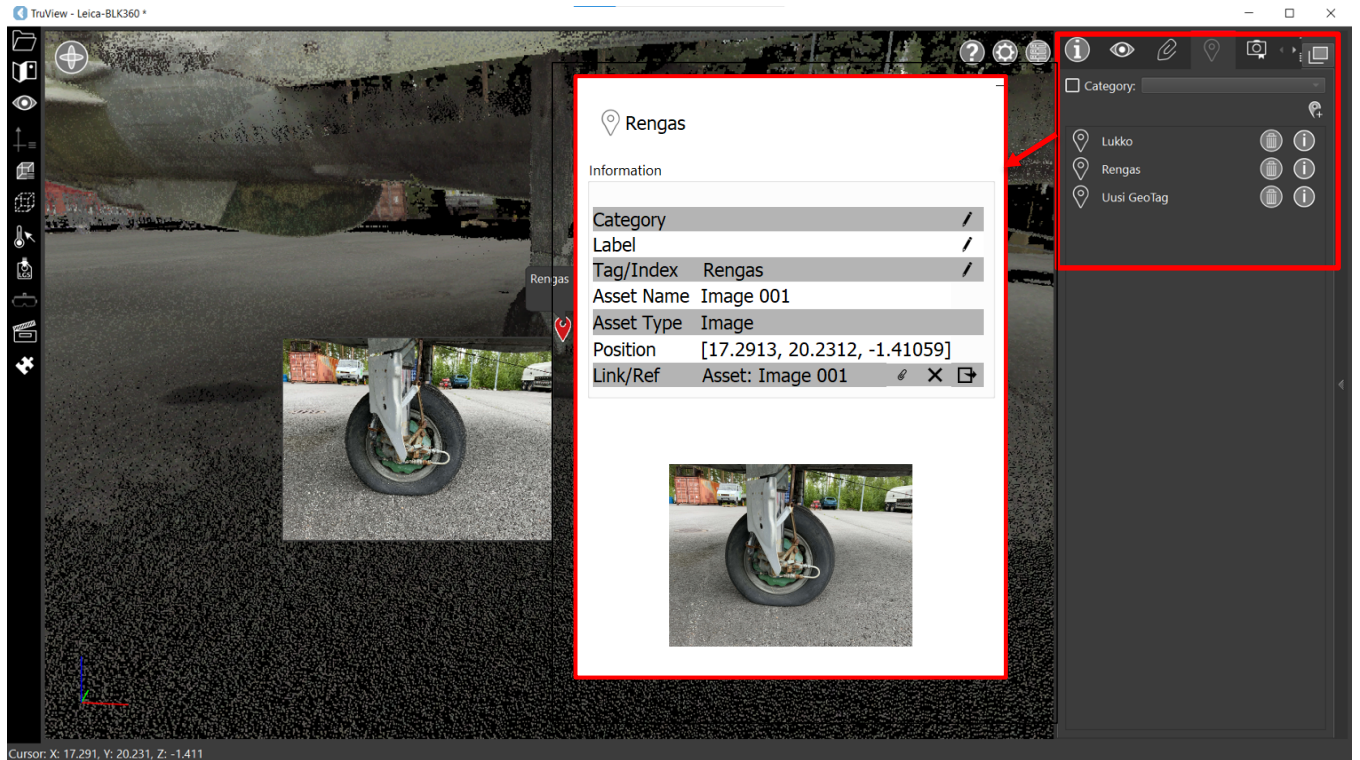 TruView - Leica-BLK360 *
Category:
Lukko
Rengas
Uusi GeoTag
Rengas
Rengas
Information
Category
Label
Tag/Index Rengas
Asset Name Image 001
Asset Type Image
Position [17.2913, 20.2312, -1.41059]
Link/Ref Asset: Image 001
LGS
Cursor: X: 17.291, Y: 20.231, Z: -1.411